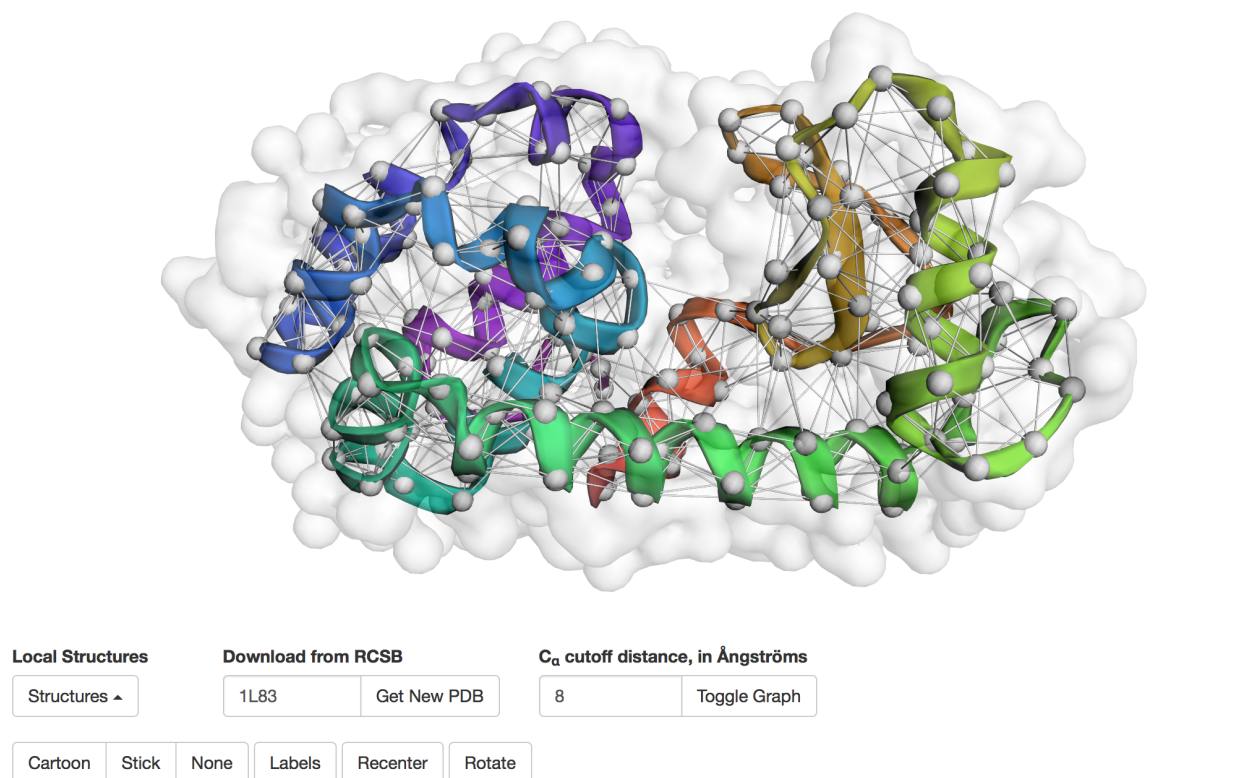 Local Structures Download from RCSB Cα cutoff distance, in Ångströms
Structures 1L83 Get New PDB 8 Toggle Graph
Cartoon Stick None Labels Recenter Rotate